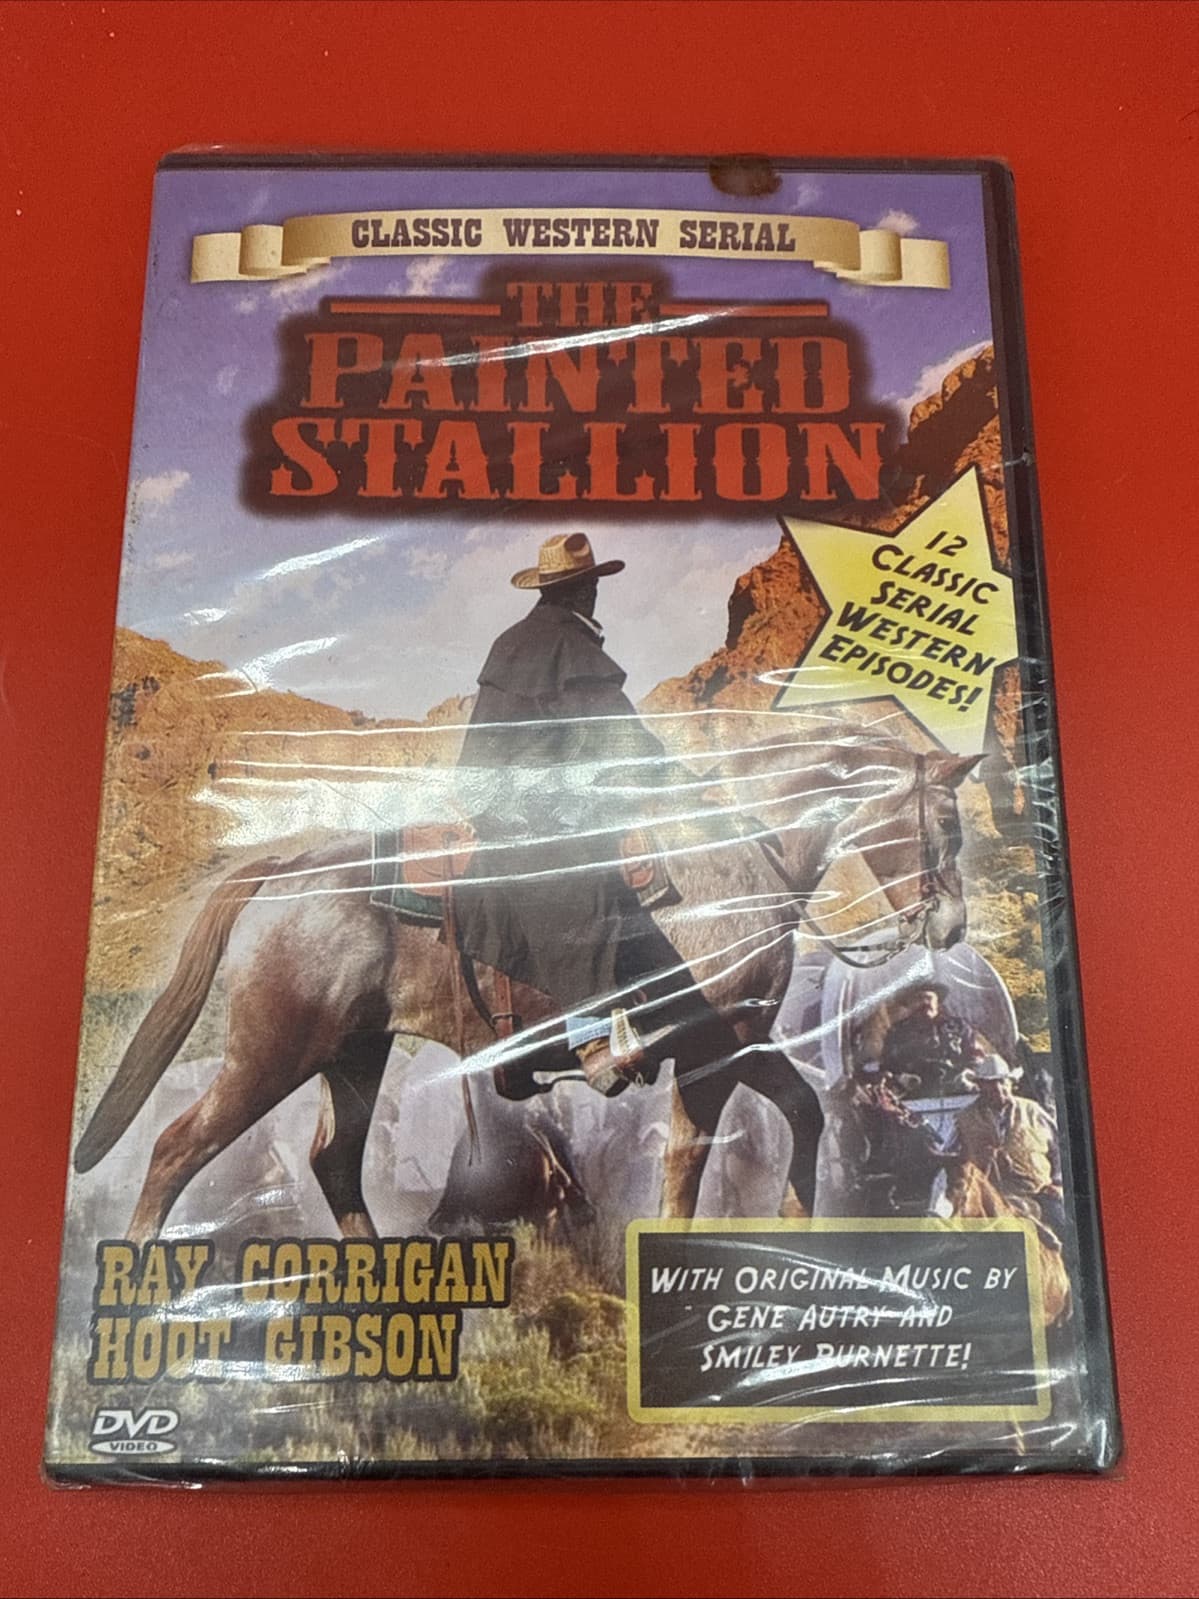 CLASSIC WESTERN SERIAL
THE
PAINTED
STALLION
12
CLASSIC
SERIAL
WESTERN
EPISODES!
RAY CORRIGAN
HOOT GIBSON
WITH ORIGINAL MUSIC BY
GENE AUTRY AND
SMILEY BURNETTE!
DVD
VIDEO